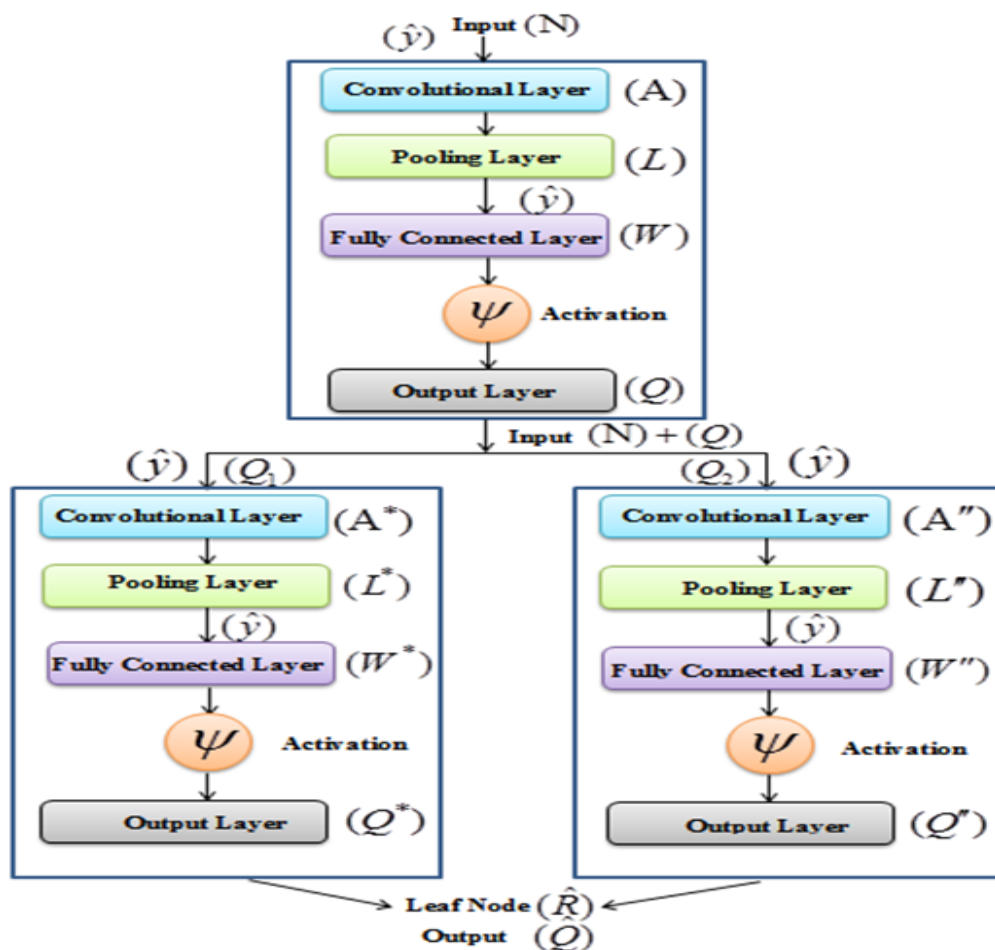 Input (N)
(ŷ)
Convolutional Layer (A)
Pooling Layer (L)
(ŷ)
Fully Connected Layer (W)
ψ Activation
Output Layer (Q)
Input (N) + (Q)
(ŷ) (Q₁)
(Q₂) (ŷ)
Convolutional Layer (A*)
Pooling Layer (L*)
(ŷ)
Fully Connected Layer (W*)
ψ Activation
Output Layer (Q*)
Convolutional Layer (A″)
Pooling Layer (L″)
(ŷ)
Fully Connected Layer (W″)
ψ Activation
Output Layer (Q″)
Leaf Node (R̂)
Output (Q̂)